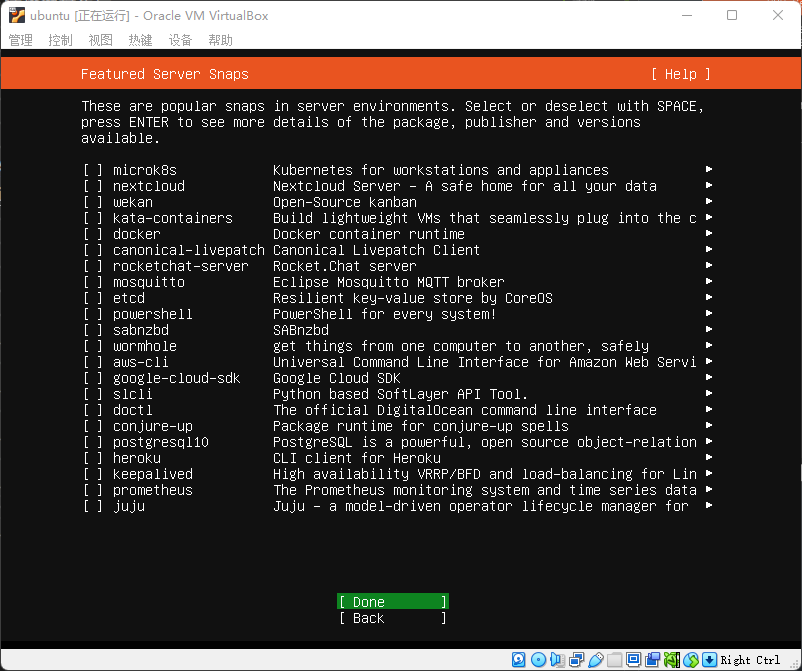 ubuntu [正在运行] - Oracle VM VirtualBox
管理 控制 视图 热键 设备 帮助
Featured Server Snaps [ Help ]
These are popular snaps in server environments. Select or deselect with SPACE,
press ENTER to see more details of the package, publisher and versions
available.
[ ] microk8s Kubernetes for workstations and appliances ▸
[ ] nextcloud Nextcloud Server - A safe home for all your data ▸
[ ] wekan Open-Source kanban ▸
[ ] kata-containers Build lightweight VMs that seamlessly plug into the c ▸
[ ] docker Docker container runtime ▸
[ ] canonical-livepatch Canonical Livepatch Client ▸
[ ] rocketchat-server Rocket.Chat server ▸
[ ] mosquitto Eclipse Mosquitto MQTT broker ▸
[ ] etcd Resilient key-value store by CoreOS ▸
[ ] powershell PowerShell for every system! ▸
[ ] sabnzbd SABnzbd ▸
[ ] wormhole get things from one computer to another, safely ▸
[ ] aws-cli Universal Command Line Interface for Amazon Web Servi ▸
[ ] google-cloud-sdk Google Cloud SDK ▸
[ ] slcli Python based SoftLayer API Tool. ▸
[ ] doctl The official DigitalOcean command line interface ▸
[ ] conjure-up Package runtime for conjure-up spells ▸
[ ] postgresql10 PostgreSQL is a powerful, open source object-relation ▸
[ ] heroku CLI client for Heroku ▸
[ ] keepalived High availability VRRP/BFD and load-balancing for Lin ▸
[ ] prometheus The Prometheus monitoring system and time series data ▸
[ ] juju Juju - a model-driven operator lifecycle manager for ▸
[ Done ]
[ Back ]
Right Ctrl